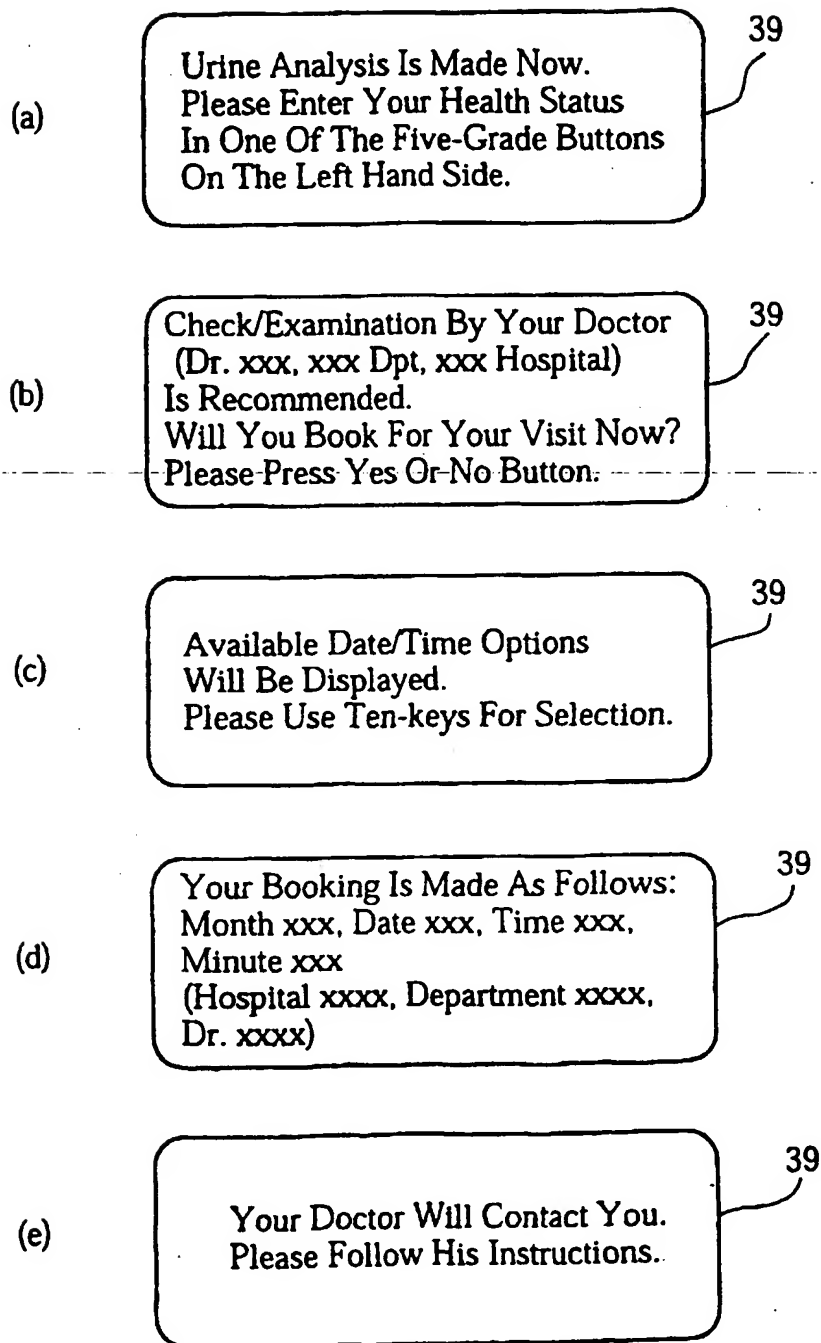 39
(a)
Urine Analysis Is Made Now.
Please Enter Your Health Status
In One Of The Five-Grade Buttons
On The Left Hand Side.
39
(b)
Check/Examination By Your Doctor
(Dr. xxx, xxx Dpt, xxx Hospital)
Is Recommended.
Will You Book For Your Visit Now?
Please Press Yes Or No Button.
39
(c)
Available Date/Time Options
Will Be Displayed.
Please Use Ten-keys For Selection.
39
(d)
Your Booking Is Made As Follows:
Month xxx, Date xxx, Time xxx,
Minute xxx
(Hospital xxxx, Department xxxx,
Dr. xxxx)
39
(e)
Your Doctor Will Contact You.
Please Follow His Instructions.